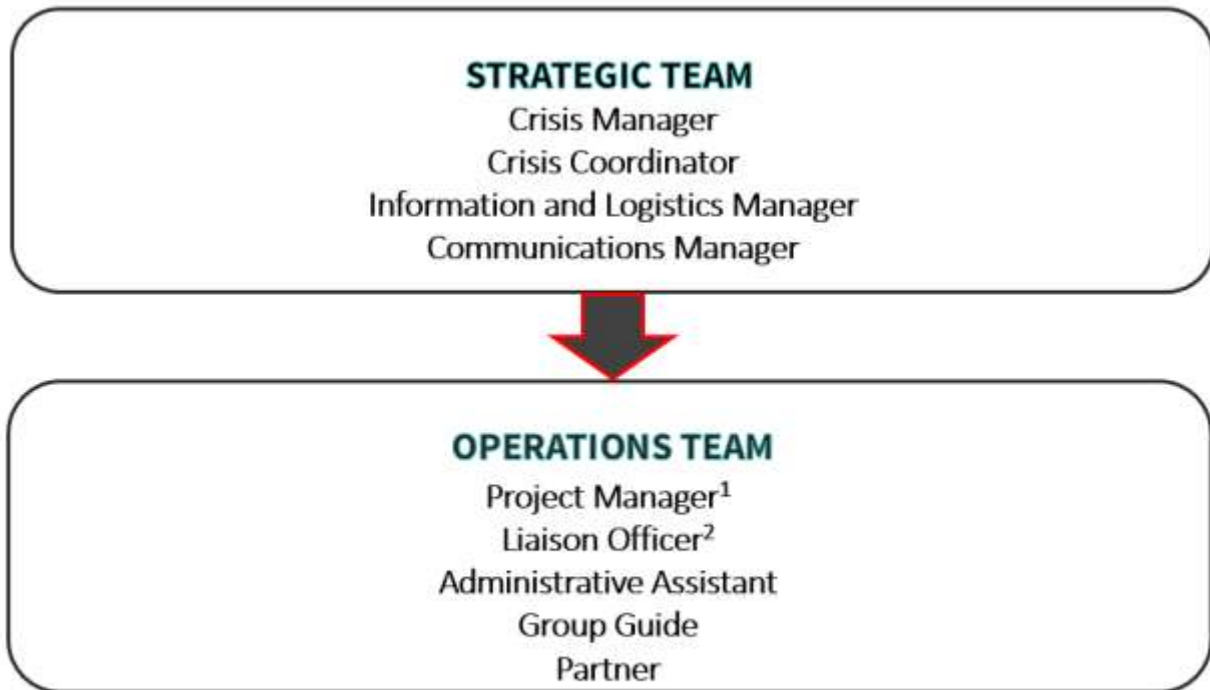 STRATEGIC TEAM
Crisis Manager
Crisis Coordinator
Information and Logistics Manager
Communications Manager
OPERATIONS TEAM
Project Manager¹
Liaison Officer²
Administrative Assistant
Group Guide
Partner